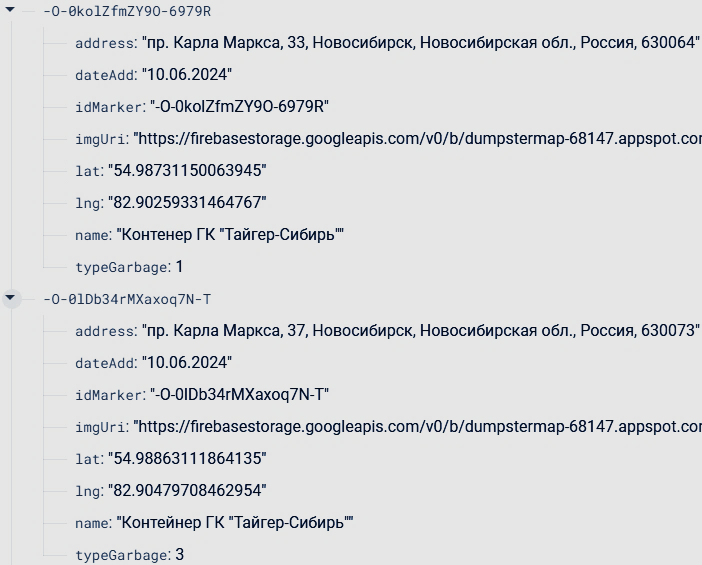 -O-0kolZfmZY9O-6979R
address: "пр. Карла Маркса, 33, Новосибирск, Новосибирская обл., Россия, 630064"
dateAdd: "10.06.2024"
idMarker: "-O-0kolZfmZY9O-6979R"
imgUri: "https://firebasestorage.googleapis.com/v0/b/dumpstermap-68147.appspot.cor
lat: "54.98731150063945"
lng: "82.90259331464767"
name: "Контенер ГК "Тайгер-Сибирь""
typeGarbage: 1
-O-0lDb34rMXaxoq7N-T
address: "пр. Карла Маркса, 37, Новосибирск, Новосибирская обл., Россия, 630073"
dateAdd: "10.06.2024"
idMarker: "-O-0lDb34rMXaxoq7N-T"
imgUri: "https://firebasestorage.googleapis.com/v0/b/dumpstermap-68147.appspot.cor
lat: "54.98863111864135"
lng: "82.90479708462954"
name: "Контейнер ГК "Тайгер-Сибирь""
typeGarbage: 3